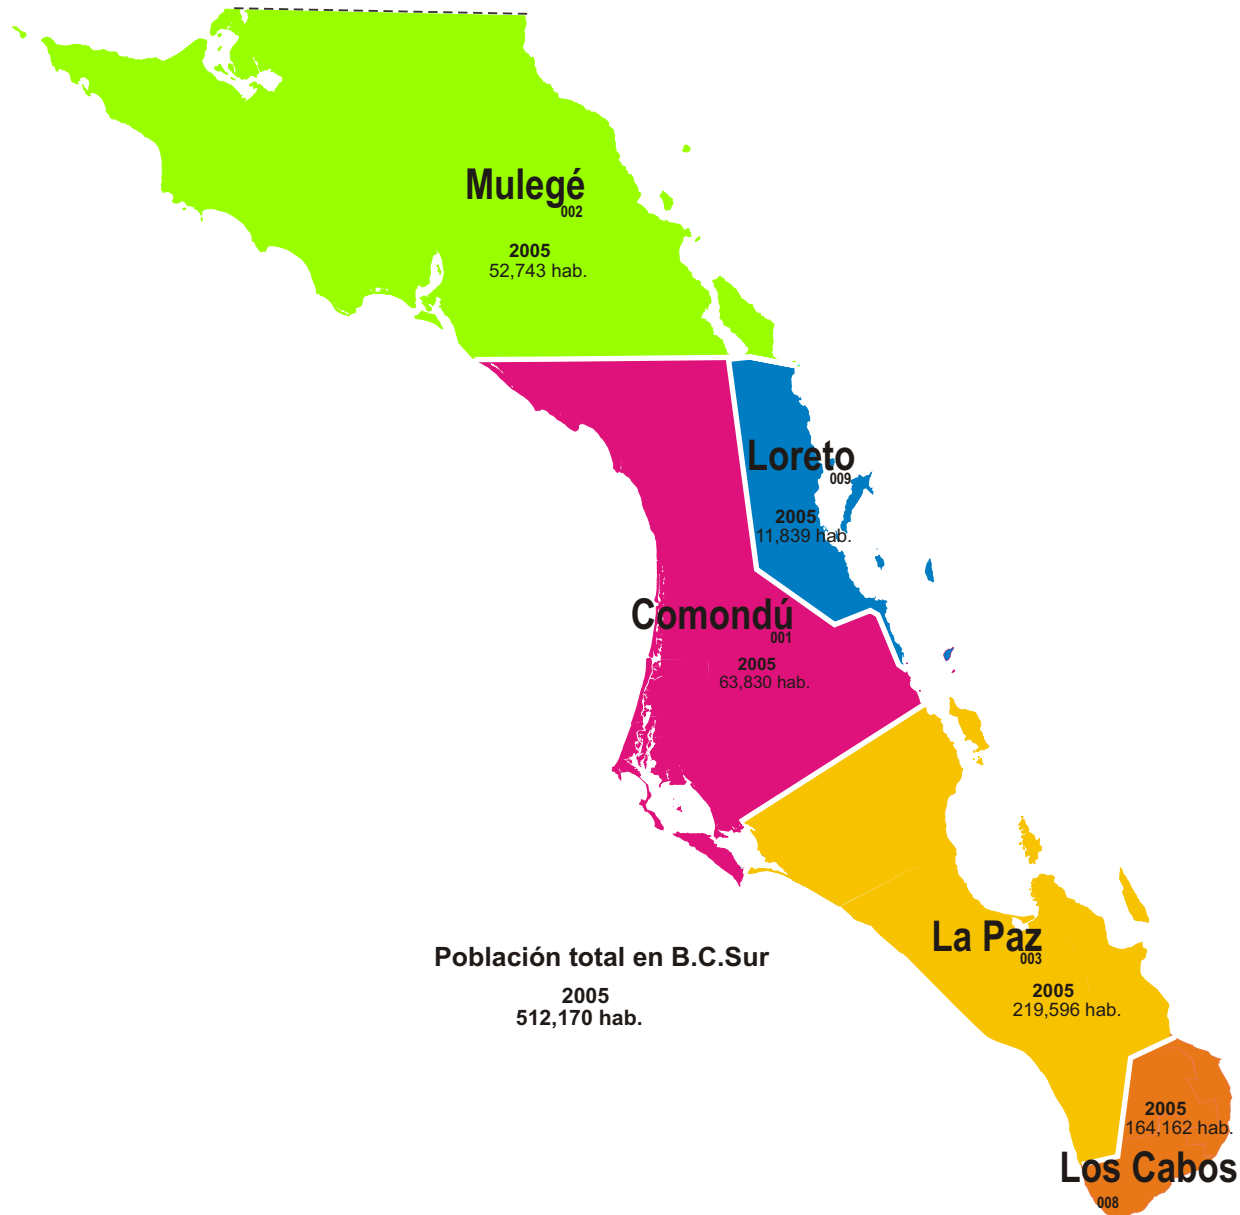 Mulegé
002
2005
52,743 hab.
Loreto
009
2005
11,839 hab.
Comondú
001
2005
63,830 hab.
La Paz
003
2005
219,596 hab.
Población total en B.C.Sur
2005
512,170 hab.
2005
164,162 hab.
Los Cabos
008